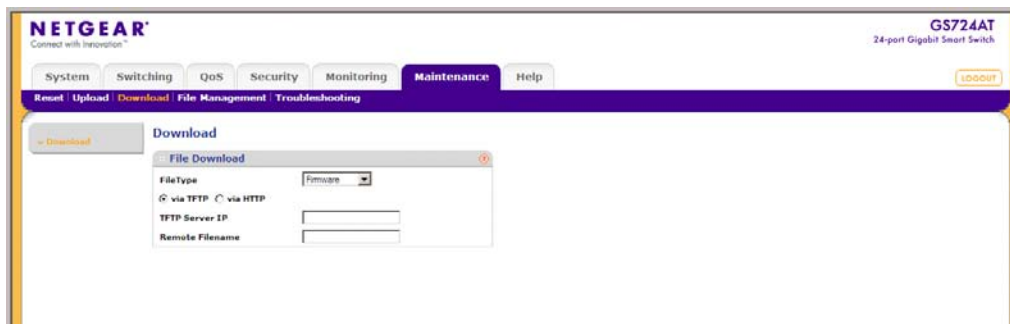 NETGEAR
Connect with Innovation™
GS724AT
24-port Gigabit Smart Switch
System Switching QoS Security Monitoring Maintenance Help
LOGOUT
Reset Upload Download File Management Troubleshooting
» Download
Download
File Download
FileType Firmware
via TFTP via HTTP
TFTP Server IP
Remote Filename